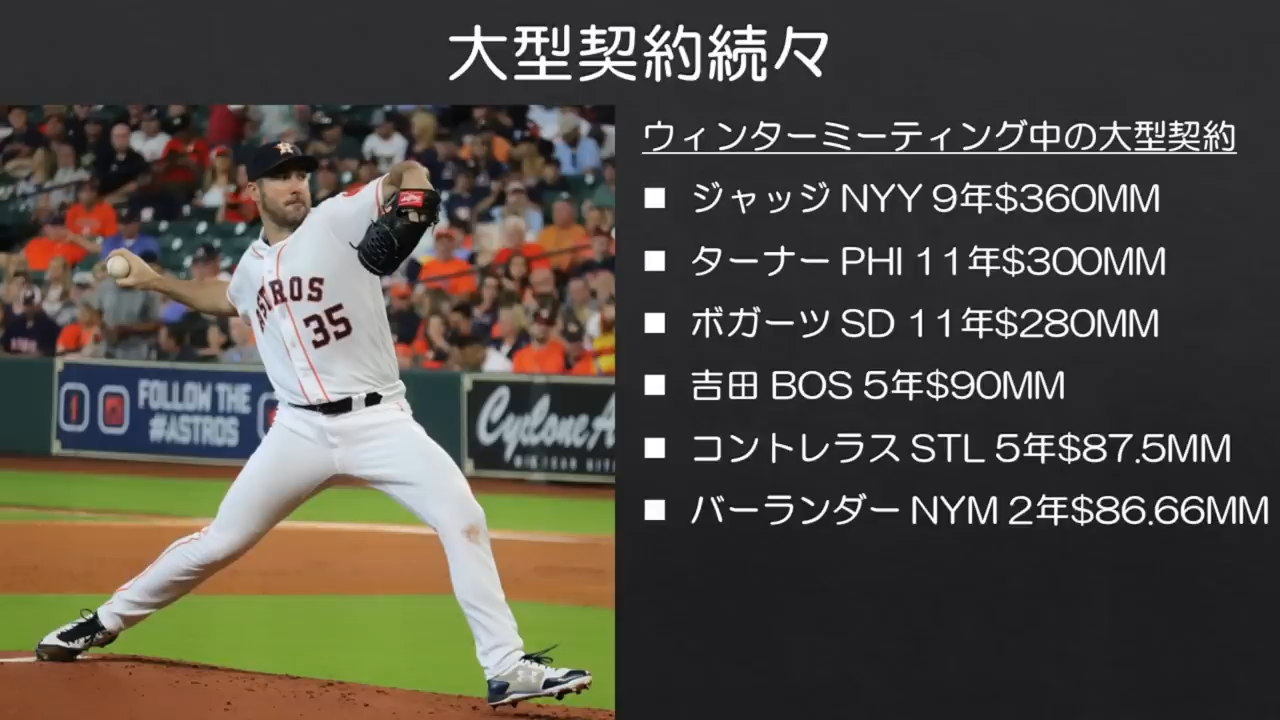 大型契約続々
ウィンターミーティング中の大型契約
■ ジャッジ NYY 9年$360MM
■ ターナー PHI 11年$300MM
■ ボガーツ SD 11年$280MM
■ 吉田 BOS 5年$90MM
■ コントレラス STL 5年$87.5MM
■ バーランダー NYM 2年$86.66MM
ASTROS
35
FOLLOW THE
#ASTROS
Cyclone A